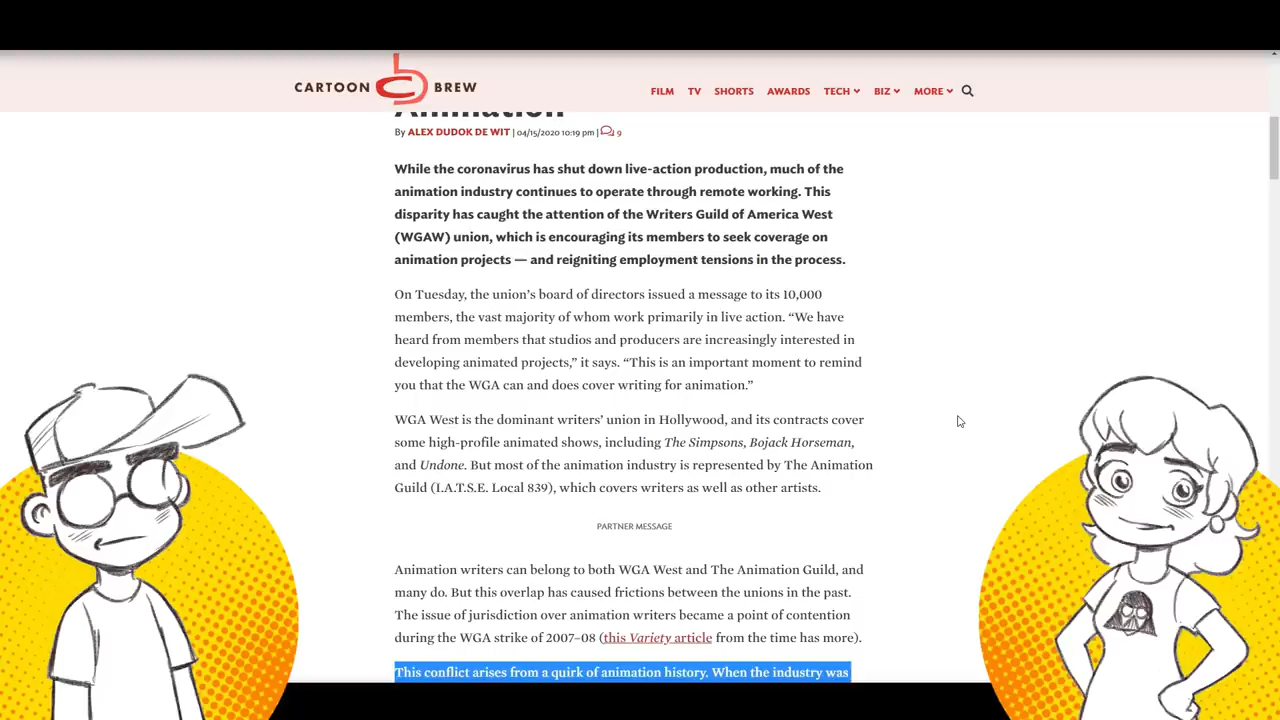 CARTOON BREW
FILM TV SHORTS AWARDS TECH BIZ MORE
Animation
By ALEX DUDOK DE WIT | 04/15/2020 10:19 pm | 9
While the coronavirus has shut down live-action production, much of the
animation industry continues to operate through remote working. This
disparity has caught the attention of the Writers Guild of America West
(WGAW) union, which is encouraging its members to seek coverage on
animation projects — and reigniting employment tensions in the process.
On Tuesday, the union’s board of directors issued a message to its 10,000
members, the vast majority of whom work primarily in live action. “We have
heard from members that studios and producers are increasingly interested in
developing animated projects,” it says. “This is an important moment to remind
you that the WGA can and does cover writing for animation.”
WGA West is the dominant writers’ union in Hollywood, and its contracts cover
some high-profile animated shows, including The Simpsons, Bojack Horseman,
and Undone. But most of the animation industry is represented by The Animation
Guild (I.A.T.S.E. Local 839), which covers writers as well as other artists.
PARTNER MESSAGE
Animation writers can belong to both WGA West and The Animation Guild, and
many do. But this overlap has caused frictions between the unions in the past.
The issue of jurisdiction over animation writers became a point of contention
during the WGA strike of 2007–08 (this Variety article from the time has more).
This conflict arises from a quirk of animation history. When the industry was